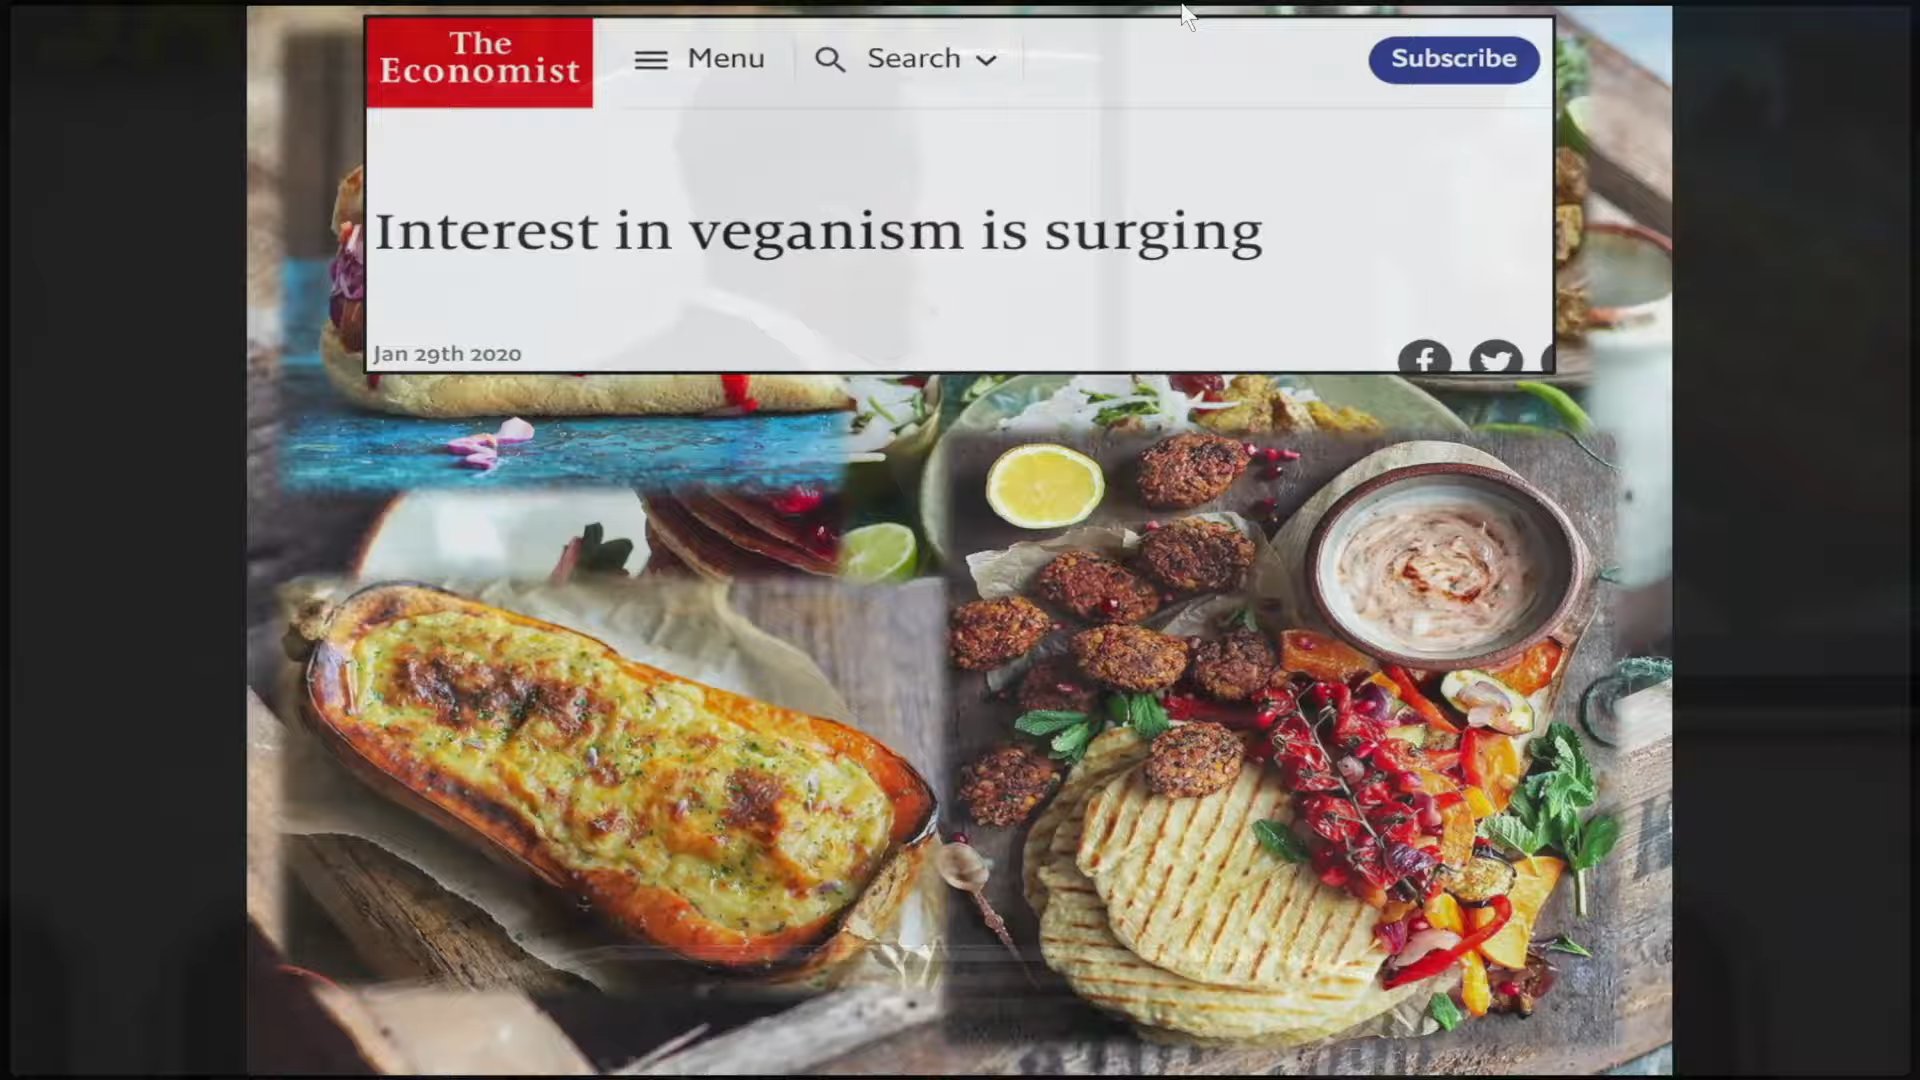 The
Economist
Menu
Search
Subscribe
Interest in veganism is surging
Jan 29th 2020